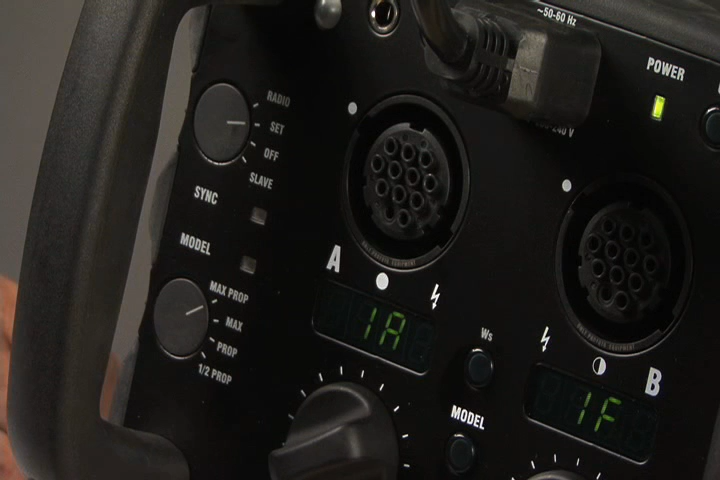 ~50-60 Hz
POWER
240 V
RADIO
SET
OFF
SLAVE
SYNC
MODEL
A
MAX PROP
MAX
PROP
1/2 PROP
1A
Ws
B
MODEL
1F